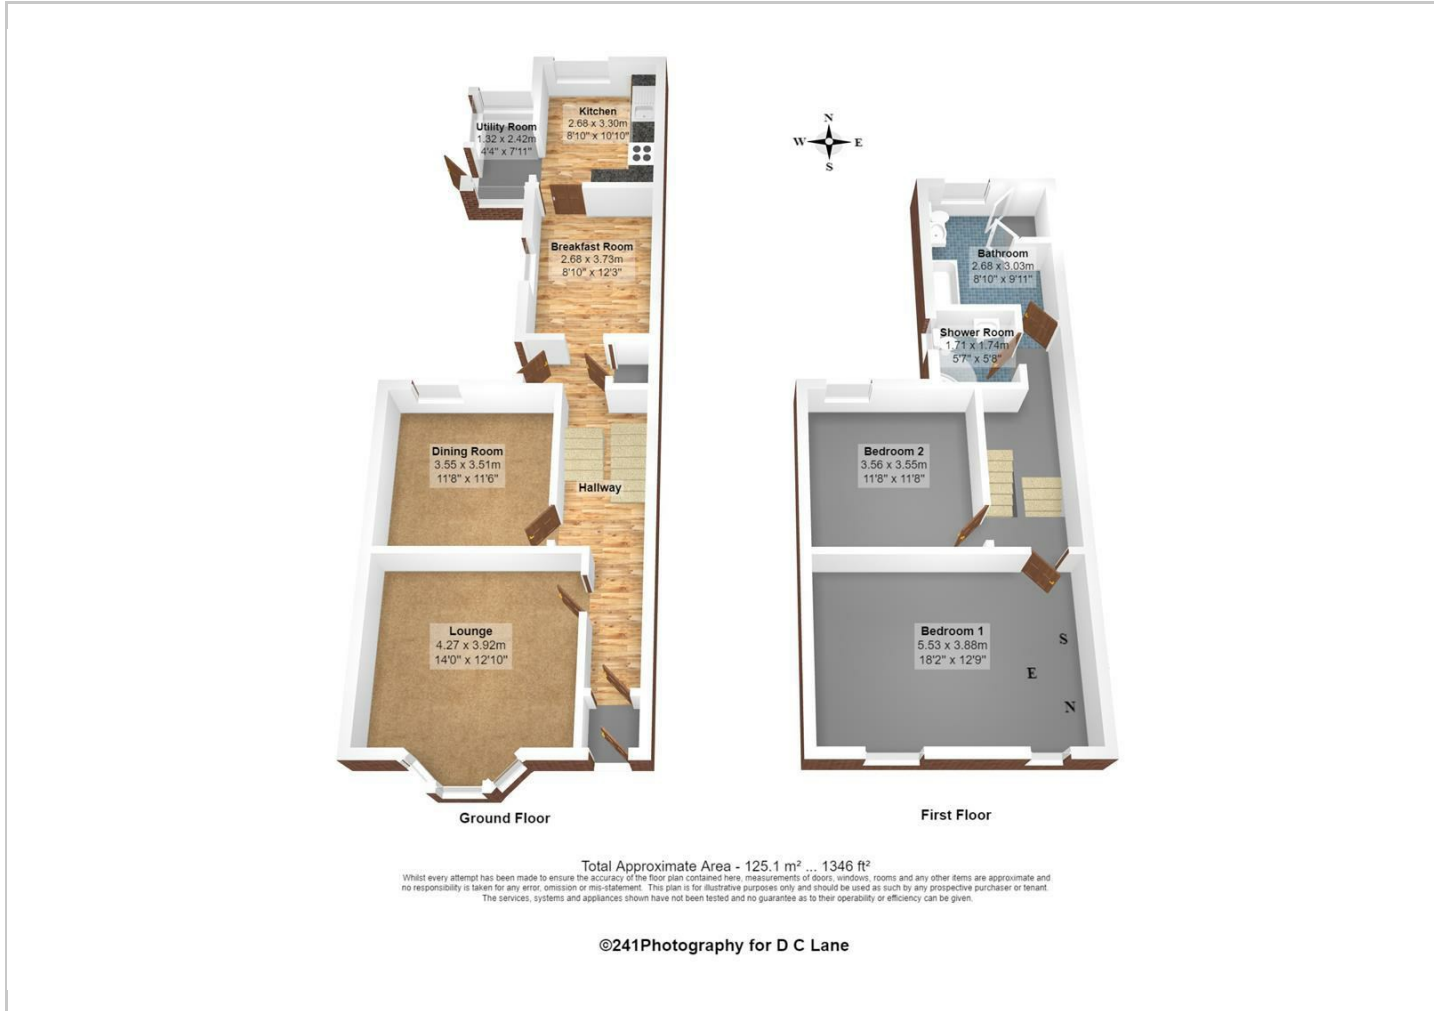 Kitchen
2.68 x 3.30m
8'10" x 10'10"
Utility Room
1.32 x 2.42m
4'4" x 7'11"
Breakfast Room
2.68 x 3.73m
8'10" x 12'3"
Dining Room
3.55 x 3.51m
11'8" x 11'6"
Hallway
Lounge
4.27 x 3.92m
14'0" x 12'10"
Ground Floor
N
W E
S
Bathroom
2.68 x 3.03m
8'10" x 9'11"
Shower Room
1.71 x 1.74m
5'7" x 5'8"
Bedroom 2
3.56 x 3.55m
11'8" x 11'8"
Bedroom 1
5.53 x 3.88m
18'2" x 12'9"
S
E
N
First Floor
Total Approximate Area - 125.1 m² ... 1346 ft²
Whilst every attempt has been made to ensure the accuracy of the floor plan contained here, measurements of doors, windows, rooms and any other items are approximate and
no responsibility is taken for any error, omission or mis-statement. This plan is for illustrative purposes only and should be used as such by any prospective purchaser or tenant.
The services, systems and appliances shown have not been tested and no guarantee as to their operability or efficiency can be given.
©241Photography for D C Lane